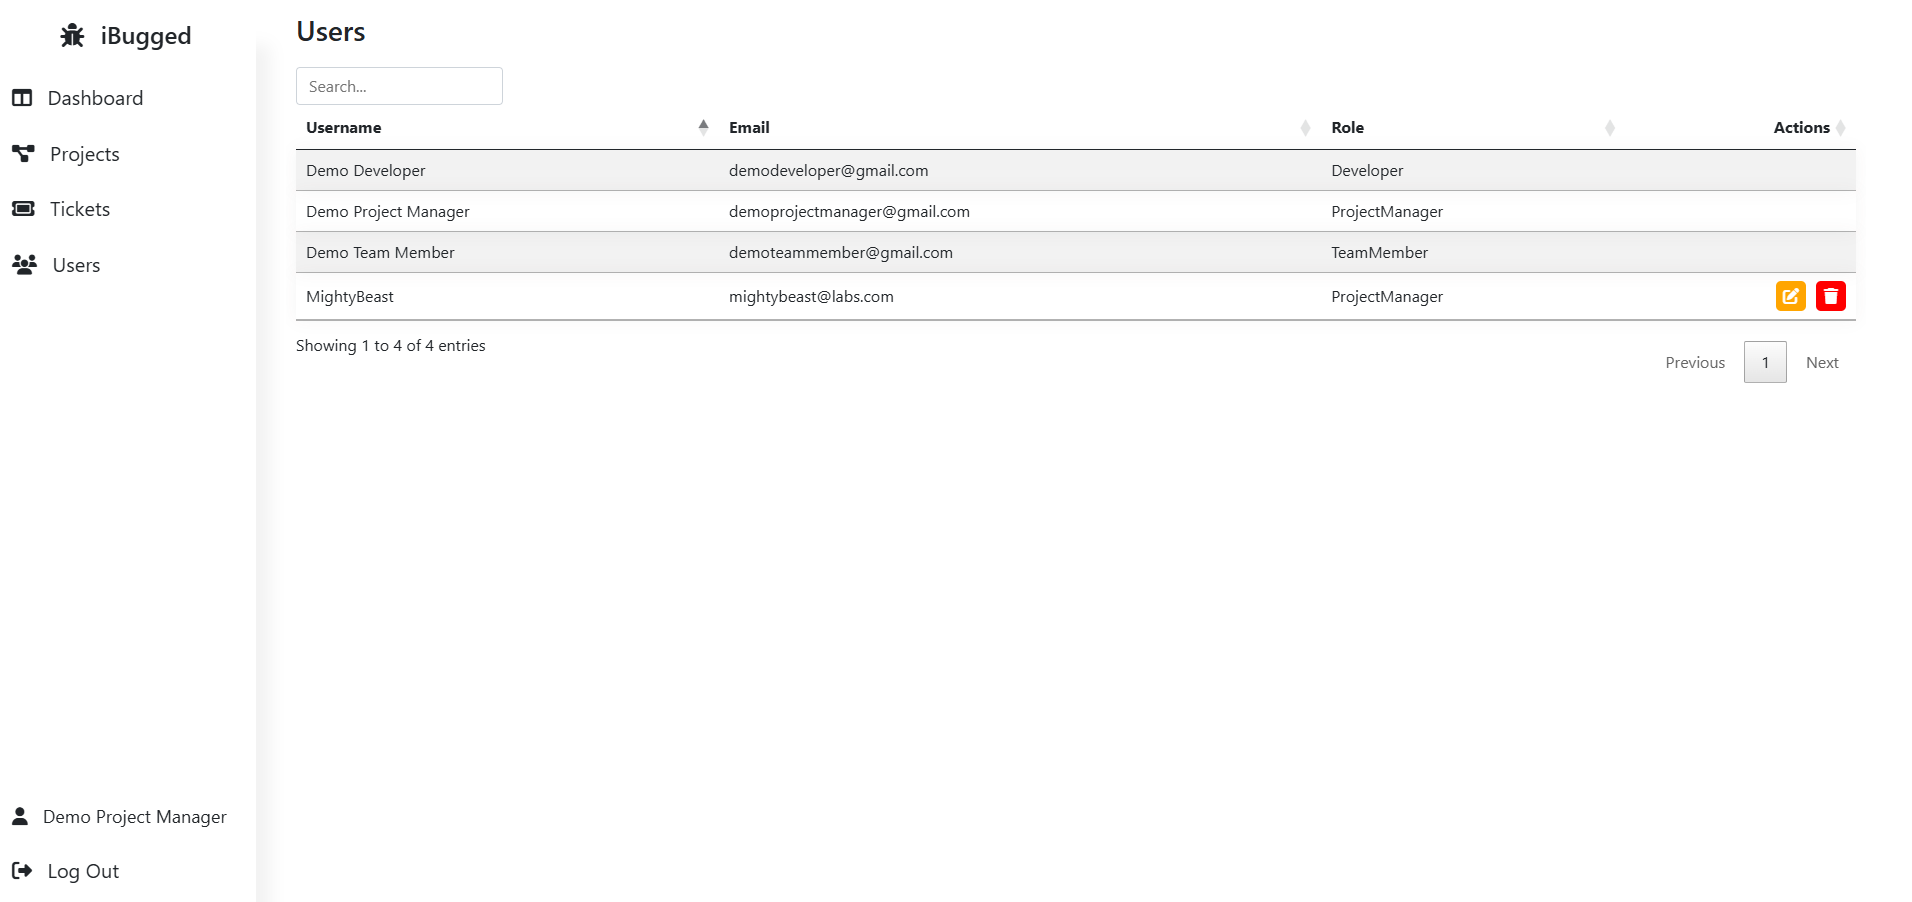 iBugged
Dashboard
Projects
Tickets
Users
Demo Project Manager
Log Out
Users
Search...
Username Email Role Actions
Demo Developer demodeveloper@gmail.com Developer
Demo Project Manager demoprojectmanager@gmail.com ProjectManager
Demo Team Member demoteammember@gmail.com TeamMember
MightyBeast mightybeast@labs.com ProjectManager
Showing 1 to 4 of 4 entries
Previous 1 Next